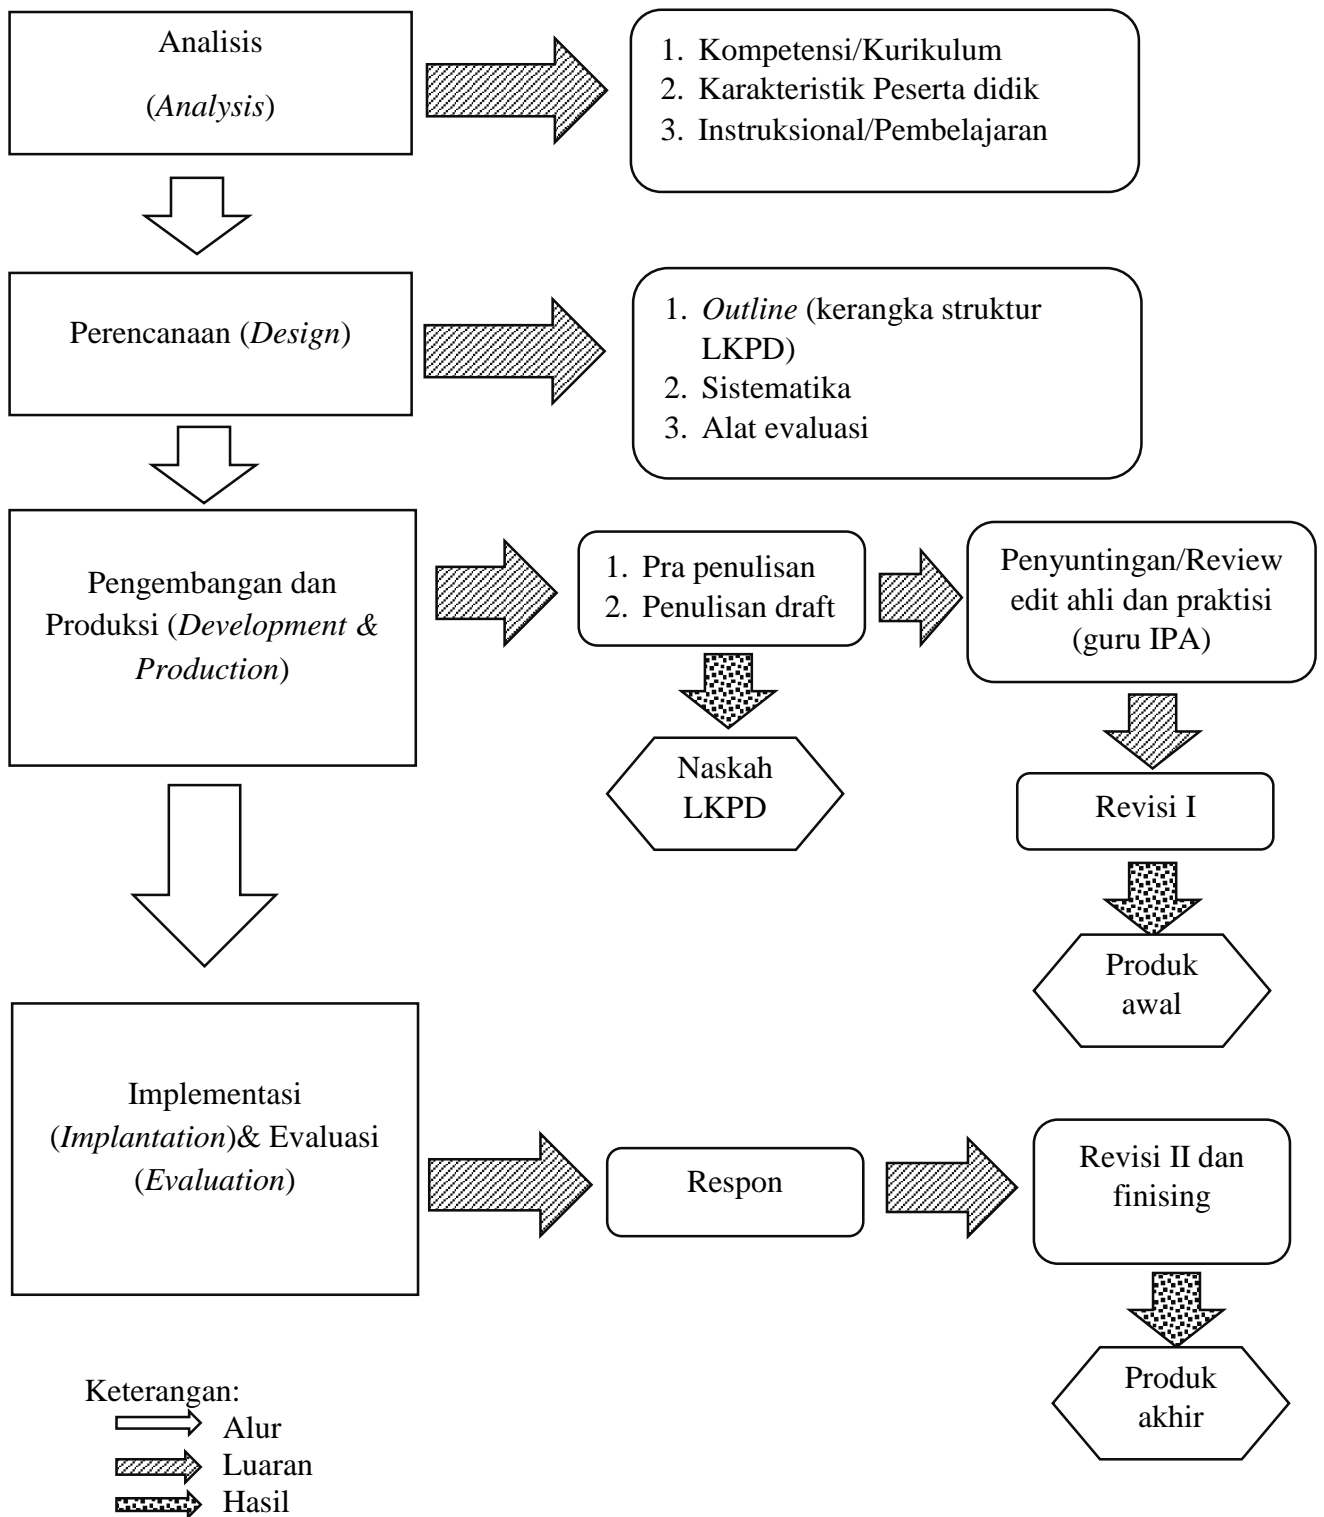 Analisis
(Analysis)
1. Kompetensi/Kurikulum
2. Karakteristik Peserta didik
3. Instruksional/Pembelajaran
Perencanaan (Design)
1. Outline (kerangka struktur
LKPD)
2. Sistematika
3. Alat evaluasi
Pengembangan dan
Produksi (Development &
Production)
1. Pra penulisan
2. Penulisan draft
Penyuntingan/Review
edit ahli dan praktisi
(guru IPA)
Naskah
LKPD
Revisi I
Produk
awal
Implementasi
(Implantation)& Evaluasi
(Evaluation)
Respon
Revisi II dan
finising
Produk
akhir
Keterangan:
Alur
Luaran
Hasil